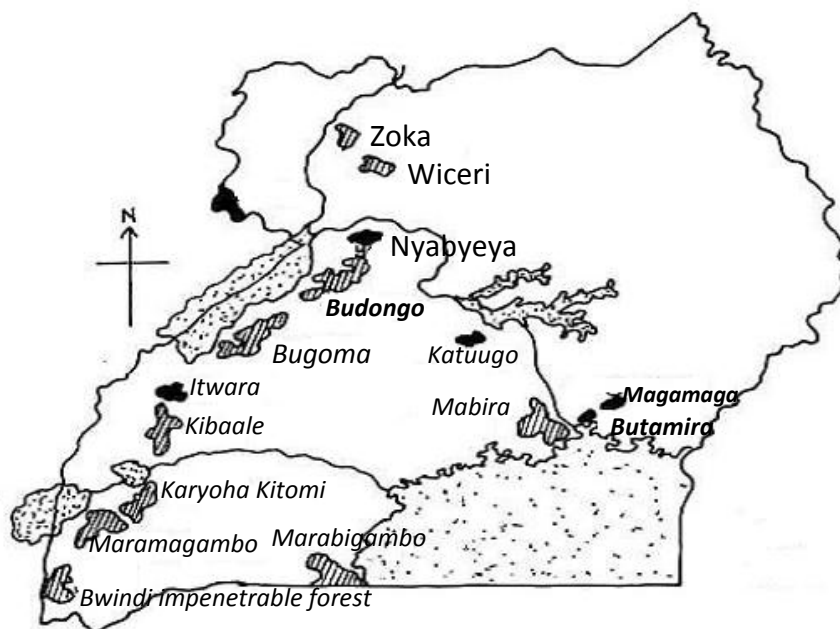 Zoka
Wiceri
N
Nyabyeya
Budongo
Bugoma
Katuugo
Itwara
Magamaga
Mabira
Butamira
Kibaale
Karyoha Kitomi
Maramagambo
Marabigambo
Bwindi impenetrable forest